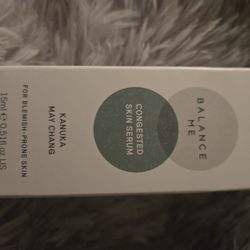 BALANCE
ME
CONGESTED
SKIN SERUM
KANUKA
MAY CHANG
FOR BLEMISH-PRONE SKIN
15ml ℮ 0.51fl.oz US